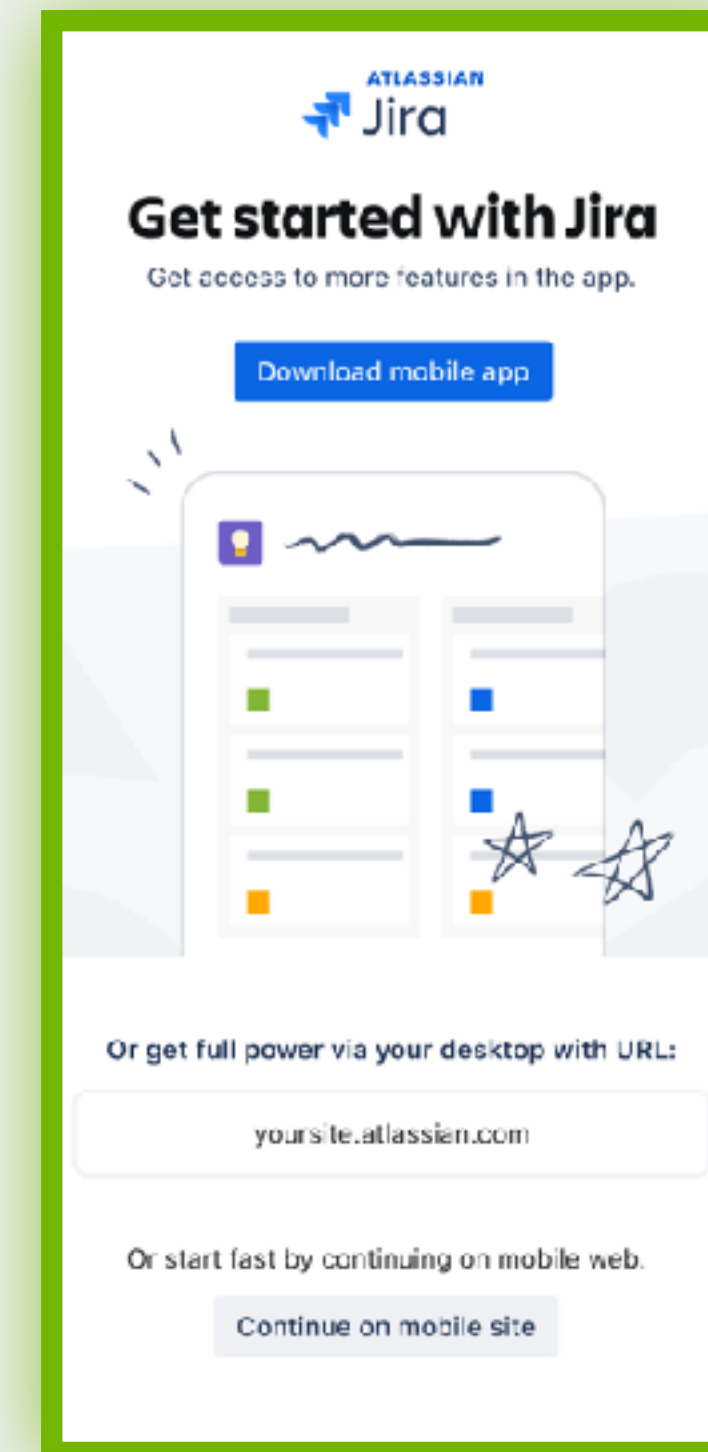 ATLASSIAN
Jira
Get started with Jira
Get access to more features in the app.
Download mobile app
Or get full power via your desktop with URL:
yoursite.atlassian.com
Or start fast by continuing on mobile web.
Continue on mobile site